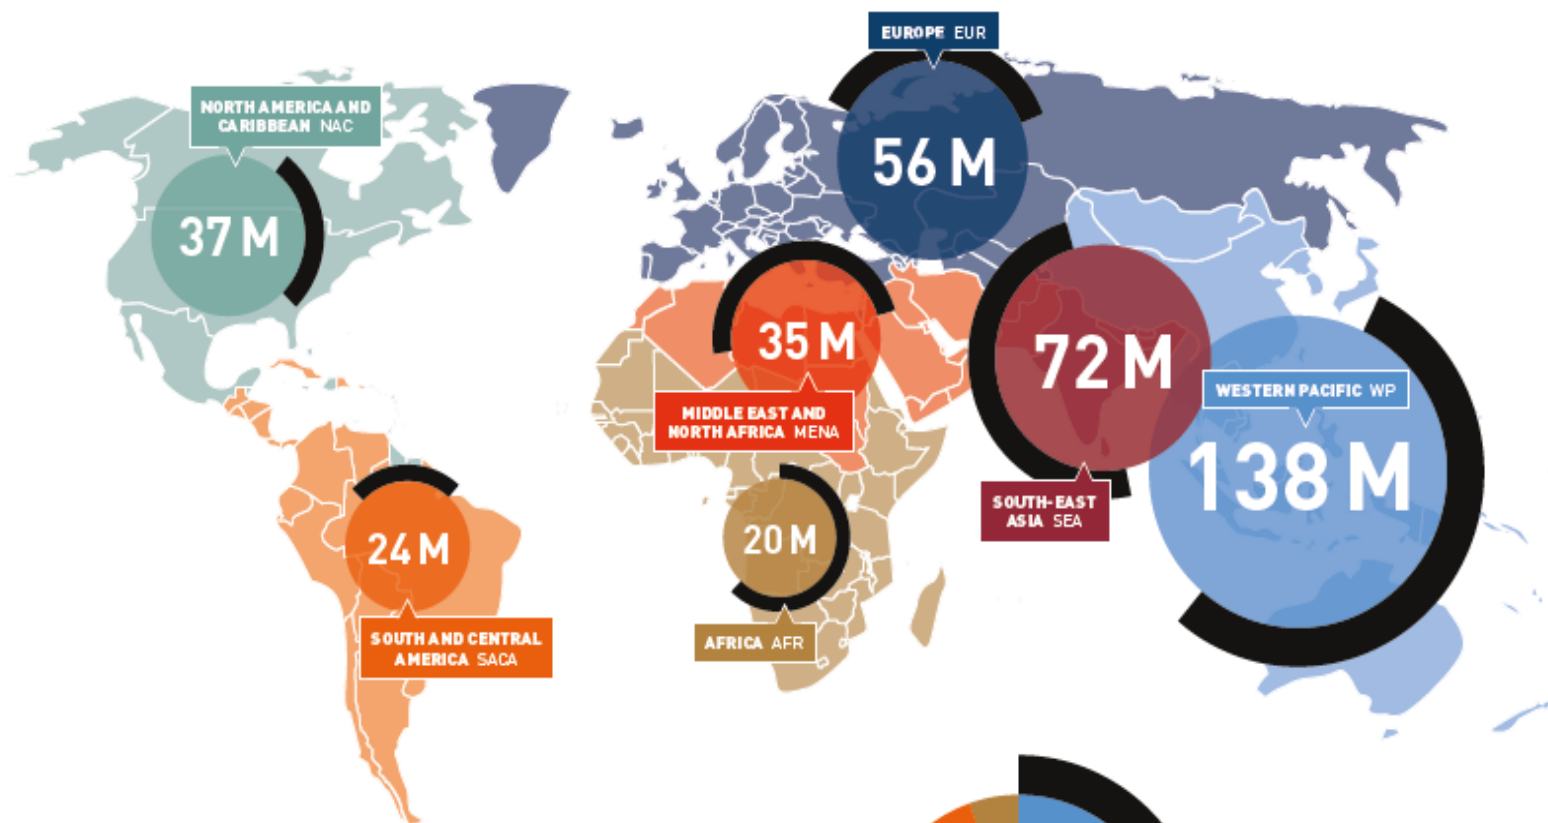 EUROPE EUR
56 M
NORTH AMERICA AND
CARIBBEAN NAC
37 M
35 M
MIDDLE EAST AND
NORTH AFRICA MENA
72 M
SOUTH-EAST
ASIA SEA
WESTERN PACIFIC WP
138 M
24 M
SOUTH AND CENTRAL
AMERICA SACA
20 M
AFRICA AFR